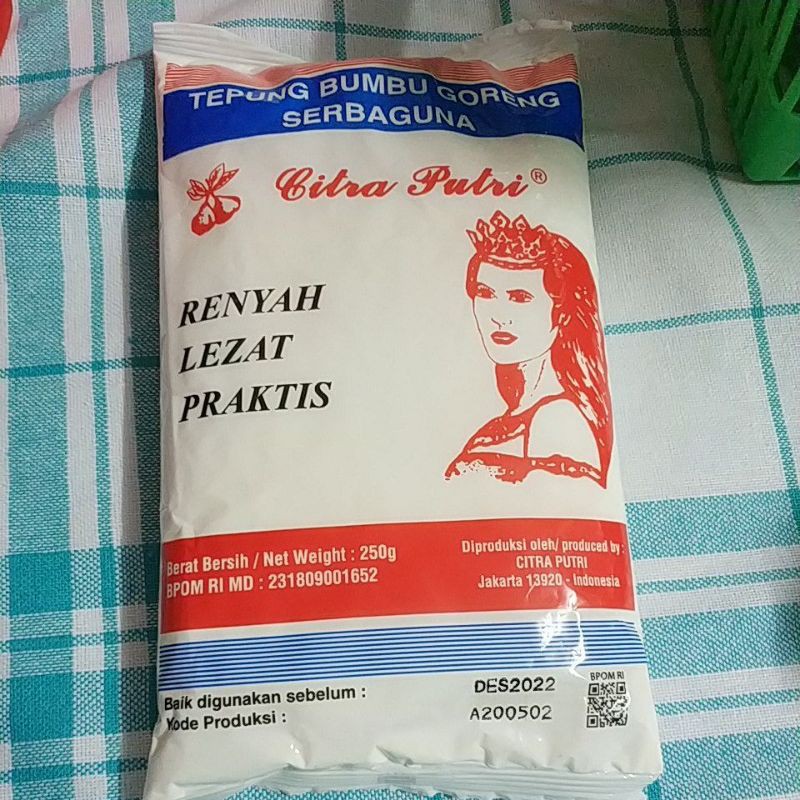 TEPUNG BUMBU GORENG
SERBAGUNA
Citra Putri®
RENYAH
LEZAT
PRAKTIS
Berat Bersih / Net Weight : 250g
BPOM RI MD : 231809001652
Diproduksi oleh/ produced by :
CITRA PUTRI
Jakarta 13920 - Indonesia
Baik digunakan sebelum : DES2022
Kode Produksi : A200502
BPOM RI